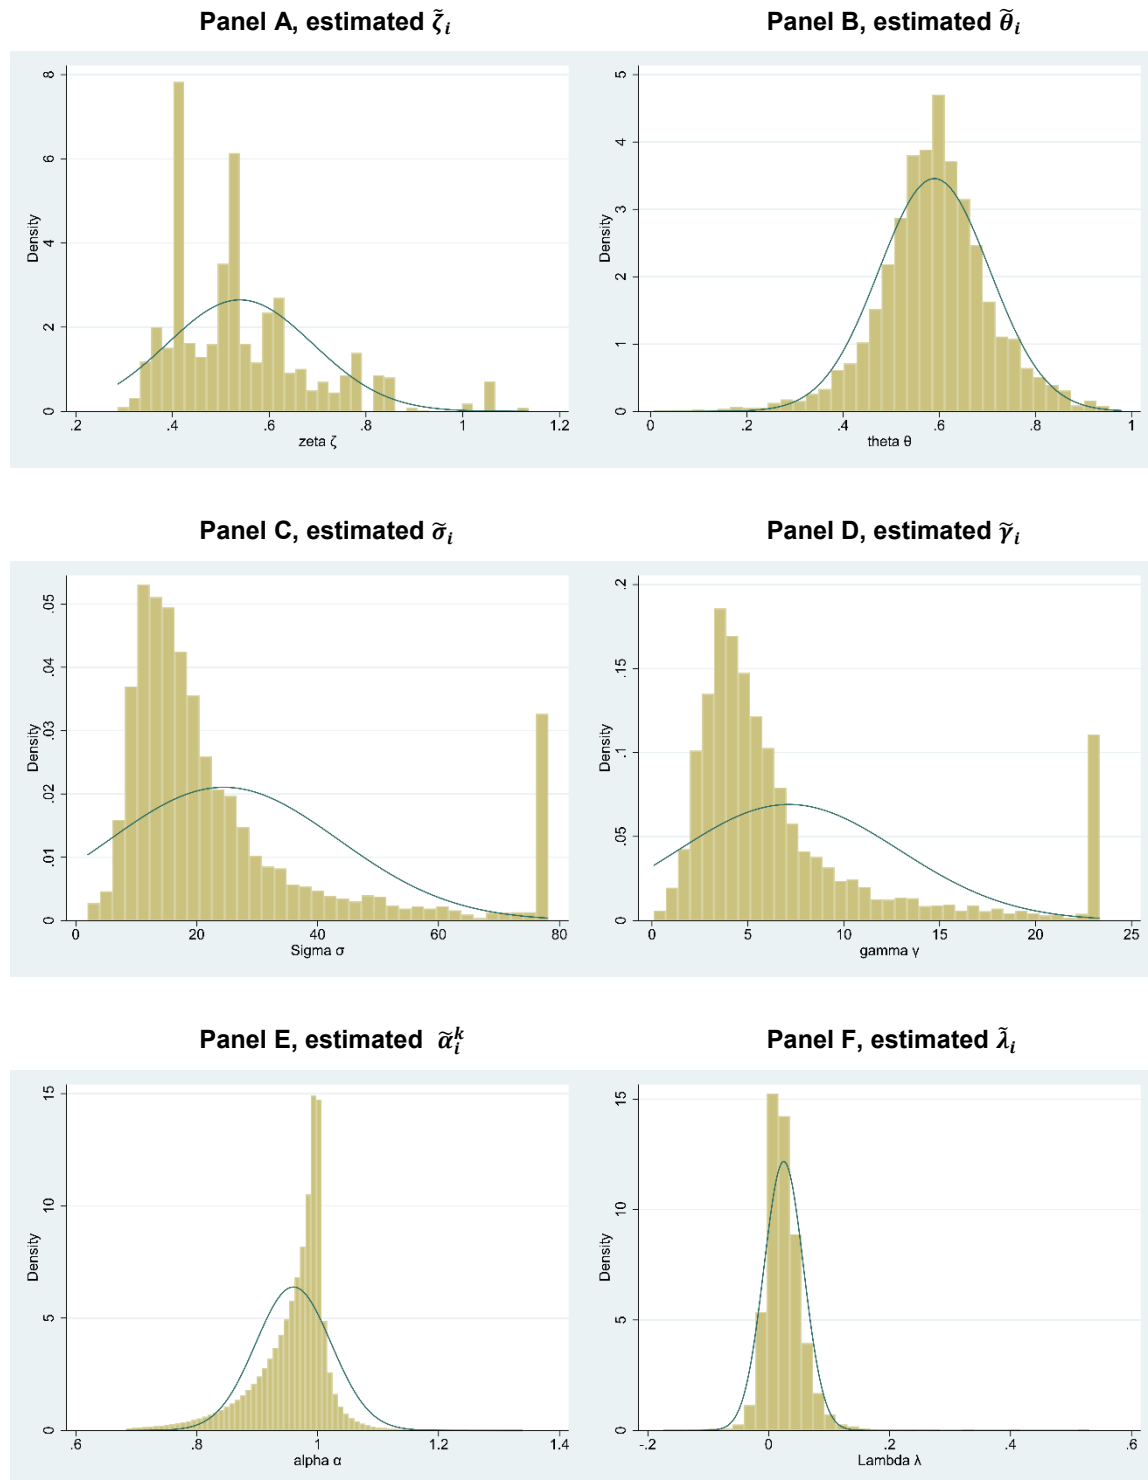 Panel A, estimated ζ̃ᵢ
Panel B, estimated θ̃ᵢ
Density
0 2 4 6 8
.2 .4 .6 .8 1 1.2
zeta ζ
Density
0 1 2 3 4 5
0 .2 .4 .6 .8 1
theta θ
Panel C, estimated σ̃ᵢ
Panel D, estimated γ̃ᵢ
Density
0 .01 .02 .03 .04 .05
0 20 40 60 80
Sigma σ
Density
0 .05 .1 .15 .2
0 5 10 15 20 25
gamma γ
Panel E, estimated α̃ᵢᵏ
Panel F, estimated λ̃ᵢ
Density
0 5 10 15
.6 .8 1 1.2 1.4
alpha α
Density
0 5 10 15
-.2 0 .2 .4 .6
Lambda λ